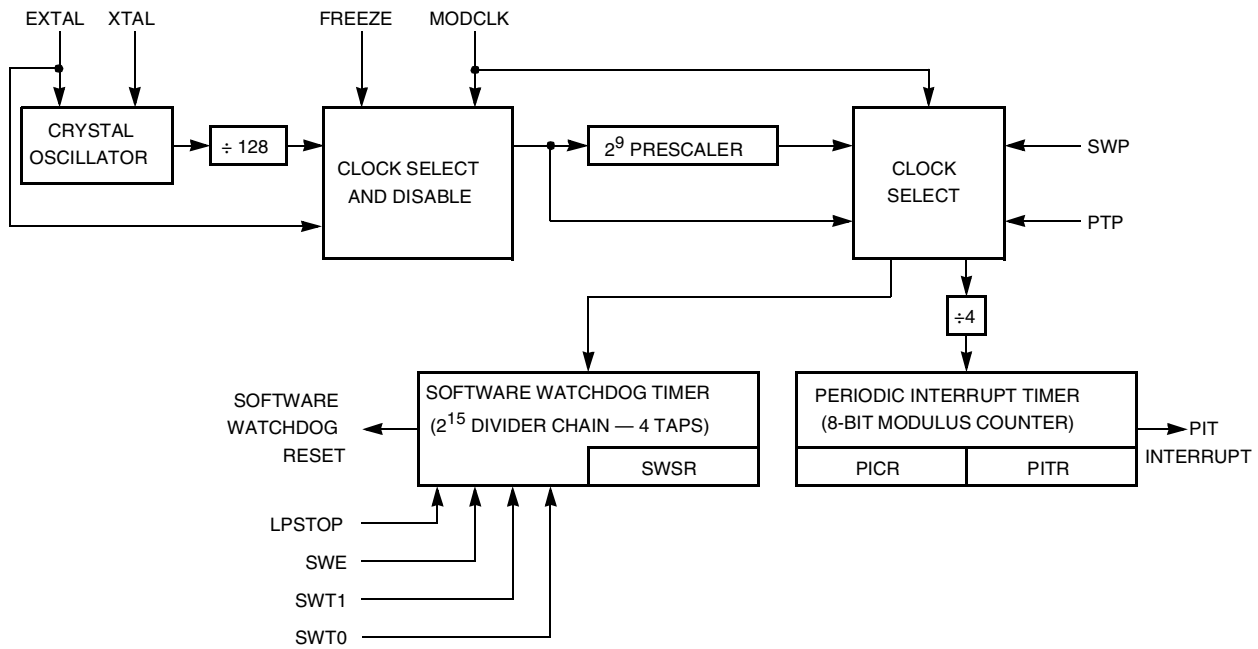 EXTAL XTAL FREEZE MODCLK
CRYSTAL
OSCILLATOR
÷ 128
CLOCK SELECT
AND DISABLE
2⁹ PRESCALER
CLOCK
SELECT
SWP
PTP
÷4
SOFTWARE
WATCHDOG
RESET
SOFTWARE WATCHDOG TIMER
(2¹⁵ DIVIDER CHAIN — 4 TAPS)
SWSR
PERIODIC INTERRUPT TIMER
(8-BIT MODULUS COUNTER)
PICR PITR
PIT
INTERRUPT
LPSTOP
SWE
SWT1
SWT0